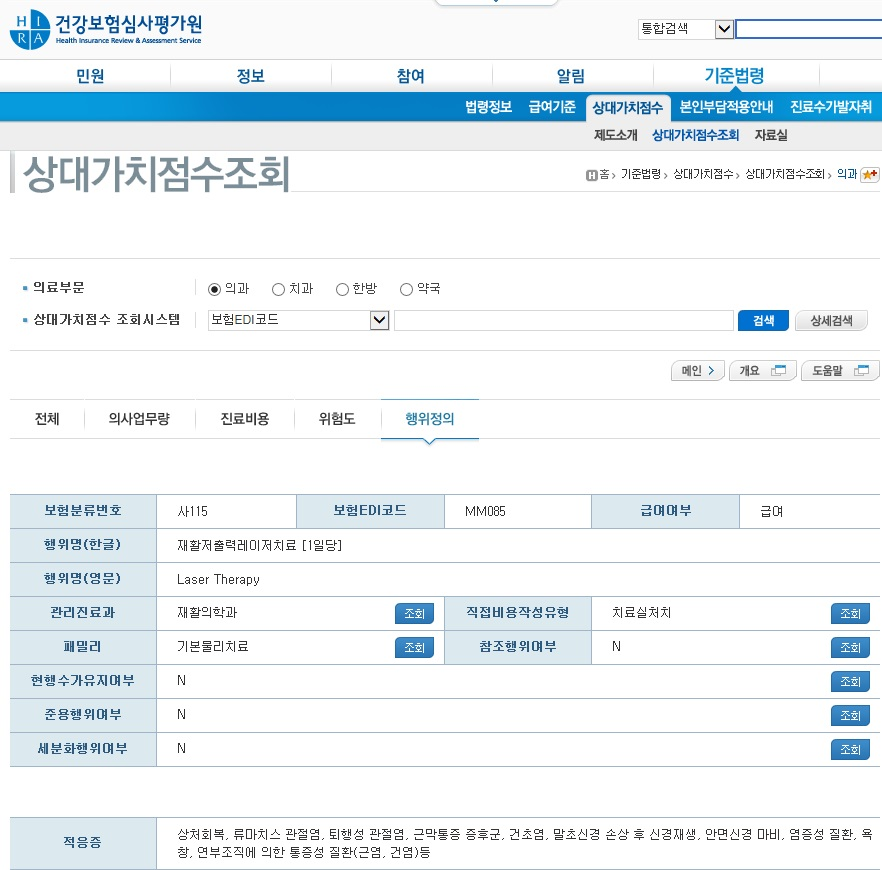 HIRA 건강보험심사평가원
Health Insurance Review & Assessment Service
통합검색
민원 정보 참여 알림 기준법령
법령정보 급여기준 상대가치점수 본인부담적용안내 진료수가발자취
제도소개 상대가치점수조회 자료실
상대가치점수조회
H 홈 > 기준법령 > 상대가치점수 > 상대가치점수조회 > 의과
의료부문 의과 치과 한방 약국
상대가치점수 조회시스템 보험EDI코드 검색 상세검색
메인 > 개요 도움말
전체 의사업무량 진료비용 위험도 행위정의
보험분류번호 사115 보험EDI코드 MM085 급여여부 급여
행위명(한글) 재활저출력레이저치료 [1일당]
행위명(영문) Laser Therapy
관리진료과 재활의학과 조회 직접비용작성유형 치료실처치 조회
패밀리 기본물리치료 조회 참조행위여부 N 조회
현행수가유지여부 N 조회
준용행위여부 N 조회
세분화행위여부 N 조회
적응증 상처회복, 류마치스 관절염, 퇴행성 관절염, 근막통증 증후군, 건초염, 말초신경 손상 후 신경재생, 안면신경 마비, 염증성 질환, 욕
창, 연부조직에 의한 통증성 질환(근염, 건염)등